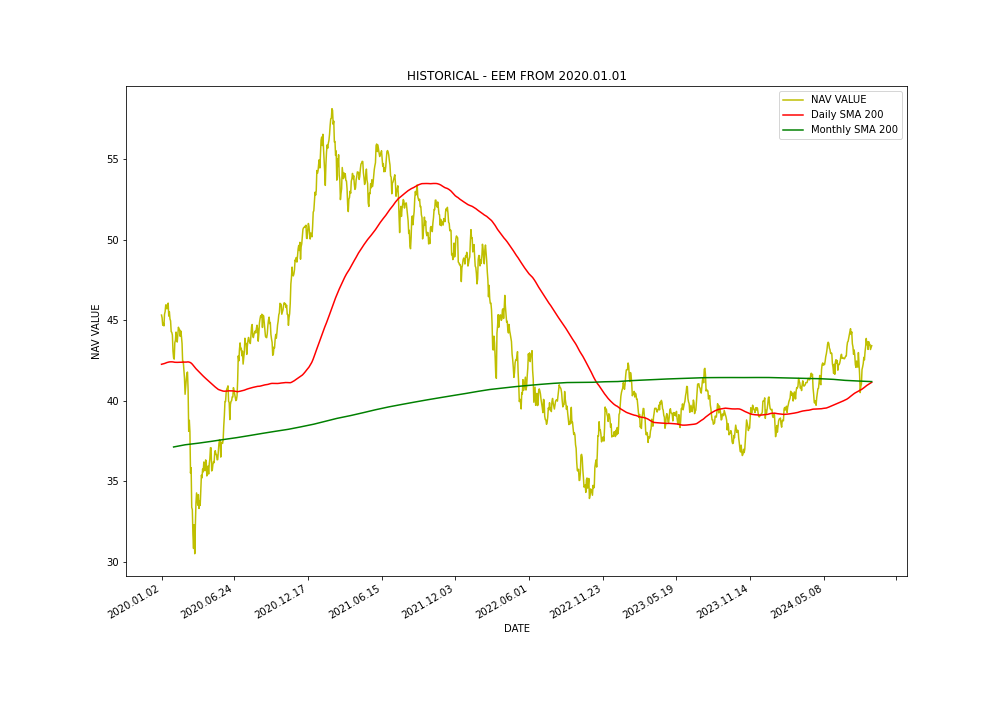 HISTORICAL - EEM FROM 2020.01.01
NAV VALUE
Daily SMA 200
Monthly SMA 200
NAV VALUE
55
50
45
40
35
30
2020.01.02
2020.06.24
2020.12.17
2021.06.15
2021.12.03
2022.06.01
2022.11.23
2023.05.19
2023.11.14
2024.05.08
DATE